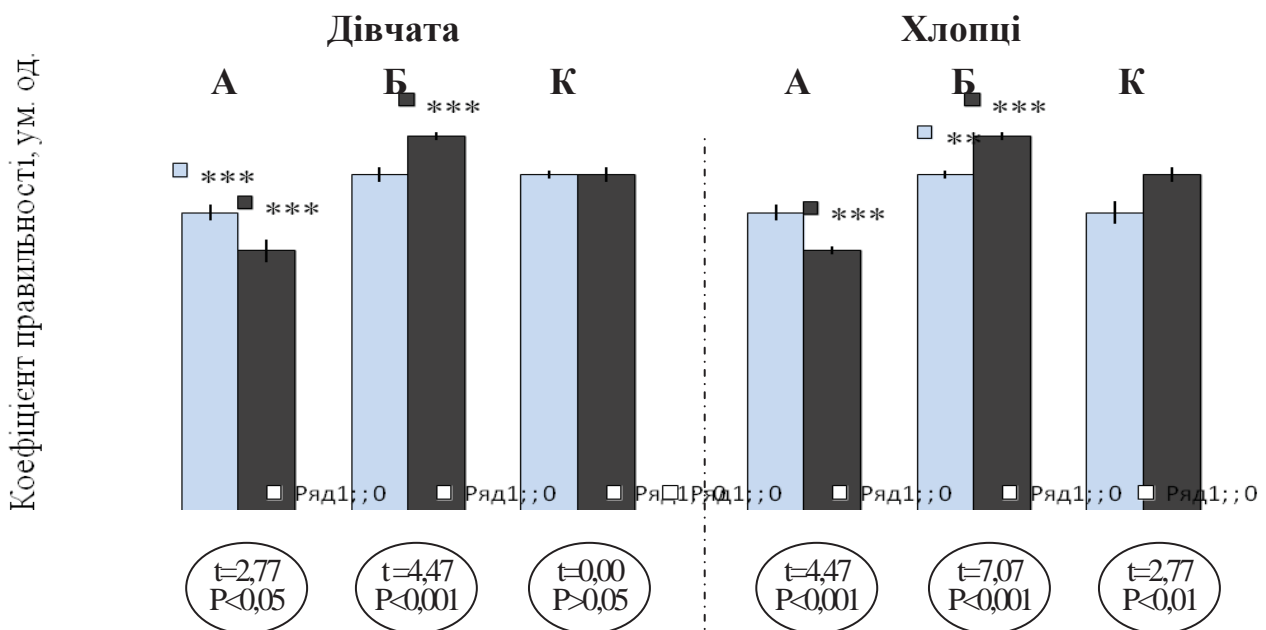 Дівчата
Хлопці
А
Б
К
А
Б
К
Коефіцієнт правильності, ум. од.
***
***
***
***
**
***
Ряд1;;0
Ряд1;;0
Ряд1;;0
Ряд1;;0
Ряд1;;0
Ряд1;;0
Ряд1;;0
t=2,77
P<0,05
t=4,47
P<0,001
t=0,00
P>0,05
t=4,47
P<0,001
t=7,07
P<0,001
t=2,77
P<0,01